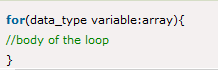 for(data_type variable:array){
//body of the loop
}